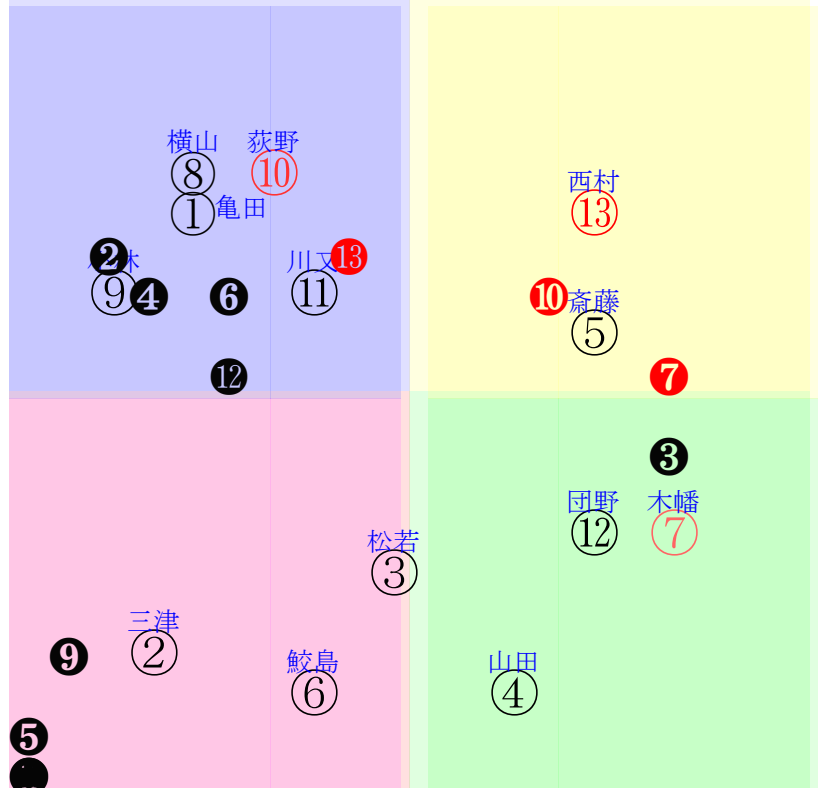 横山 荻野
⑧ ⑩
① 亀田
西村
⑬
❷ 林 川又 ⓭
⑨ ❹ ❻ ⑪
❿ 斎藤
⑤
⓬ ❼
❸
団野 木幡
⑫ ⑦
松若
③
三津
❾ ②
鮫島 山田
⑥ ④
❺